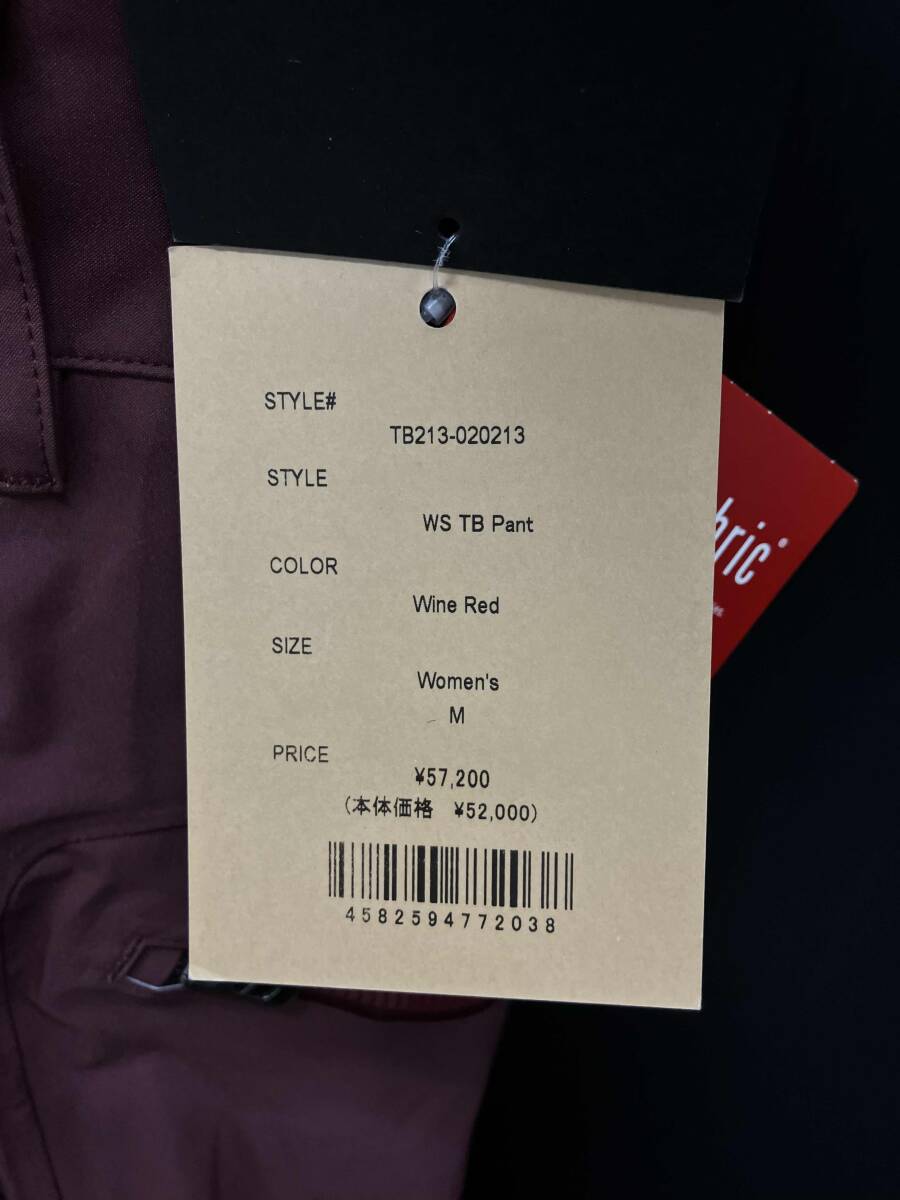 STYLE#
TB213-020213
STYLE
WS TB Pant
COLOR
Wine Red
SIZE
Women's
M
PRICE
¥57,200
(本体価格 ¥52,000)
4582594772038
bric®